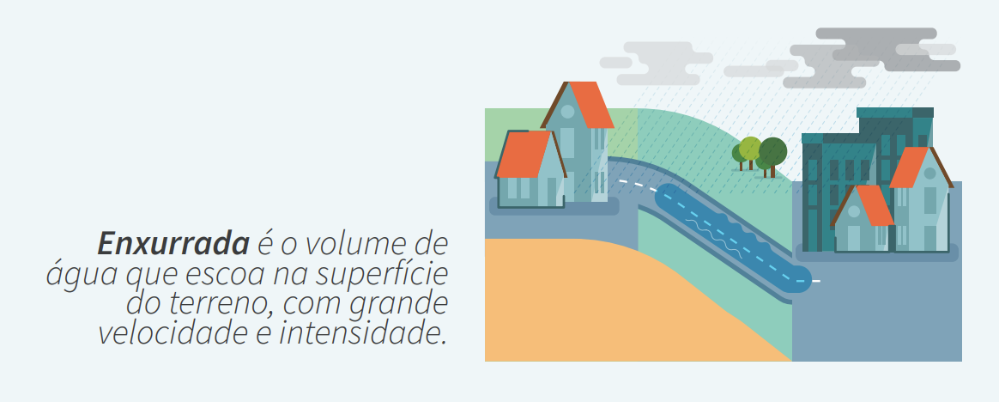 Enxurrada é o volume de
água que escoa na superfície
do terreno, com grande
velocidade e intensidade.